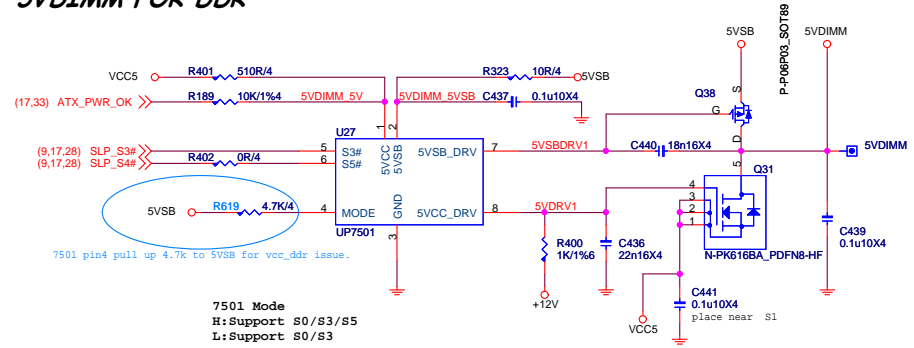 5VDIMM FOR DDR
5VSB
P-P06P03_SOT89
5VDIMM
VCC5
R401
510R/4
R323
10R/4
5VSB
(17,33) ATX_PWR_OK
R189
10K/1%4
5VDIMM_5V
5VDIMM_5VSB
C437
0.1u10X4
Q38
S
G
D
U27
1
2
5VCC
5VSB
(9,17,28) SLP_S3#
5
S3#
5VSB_DRV
7
5VSBDRV1
C440
18n16X4
5VDIMM
(9,17,28) SLP_S4#
R402
0R/4
6
S5#
5
Q31
5VSB
R619
4.7K/4
4
MODE
GND
5VCC_DRV
8
5VDRV1
4
3
2
1
UP7501
3
7501 pin4 pull up 4.7k to 5VSB for vcc_ddr issue.
R400
1K/1%6
C436
22n16X4
N-PK616BA_PDFN8-HF
C439
0.1u10X4
+12V
C441
0.1u10X4
place near S1
VCC5
7501 Mode
H:Support S0/S3/S5
L:Support S0/S3